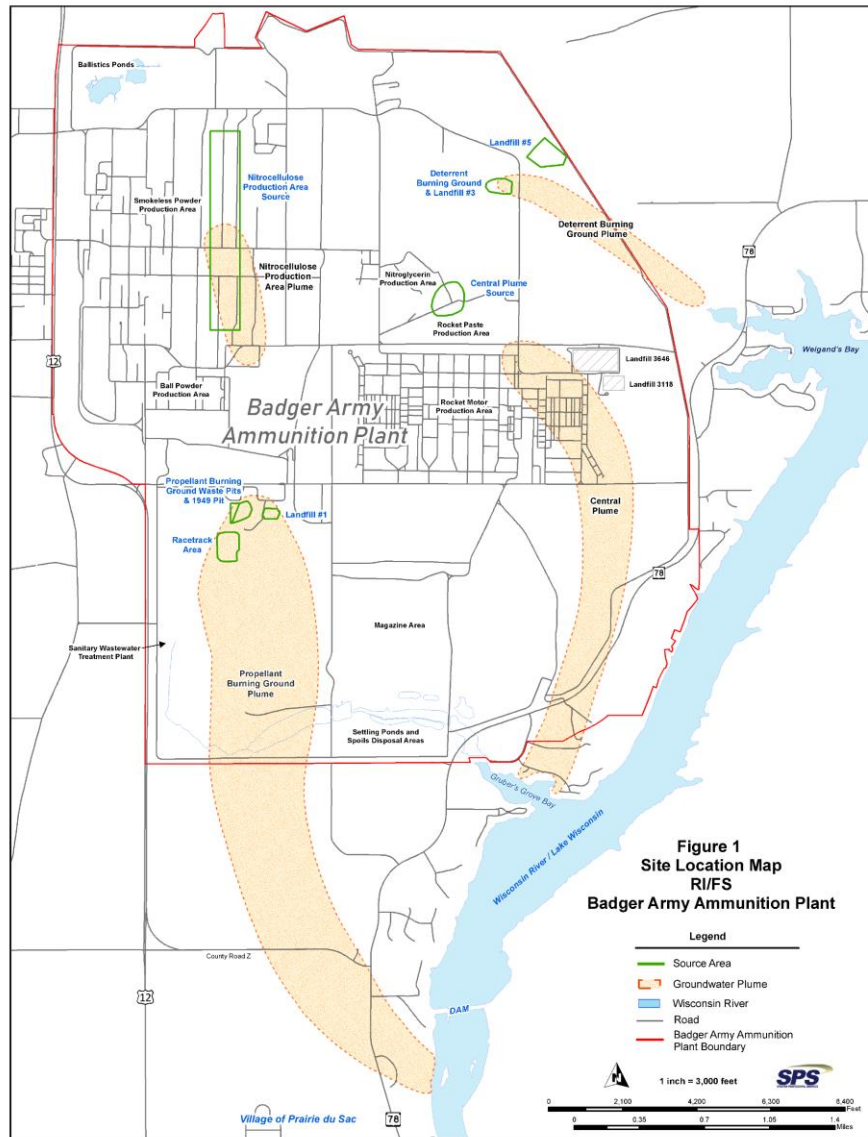 Ballistics Ponds
Landfill #5
Nitrocellulose
Production Area
Source
Deterrent
Burning Ground
& Landfill #3
Smokeless Powder
Production Area
Deterrent Burning
Ground Plume
78
Nitrocellulose
Production
Area Plume
Nitroglycerin
Production Area
Central Plume
Source
Rocket Paste
Production Area
Weigand's Bay
12
Landfill 3646
Ball Powder
Production Area
Landfill 3118
Rocket Motor
Production Area
Badger Army
Ammunition Plant
Propellant Burning
Ground Waste Pits
& 1949 Pit
Landfill #1
Central
Plume
Racetrack
Area
78
Magazine Area
Sanitary Wastewater
Treatment Plant
Propellant
Burning Ground
Plume
Settling Ponds and
Spoils Disposal Areas
Gruber's Grove Bay
Wisconsin River / Lake Wisconsin
County Road Z
12
DAM
Village of Prairie du Sac
78
Figure 1
Site Location Map
RI/FS
Badger Army Ammunition Plant
Legend
Source Area
Groundwater Plume
Wisconsin River
Road
Badger Army Ammunition
Plant Boundary
N
1 inch = 3,000 feet
SPS
0 2,100 4,200 6,300 8,400
Feet
0 0.35 0.7 1.05 1.4
Miles